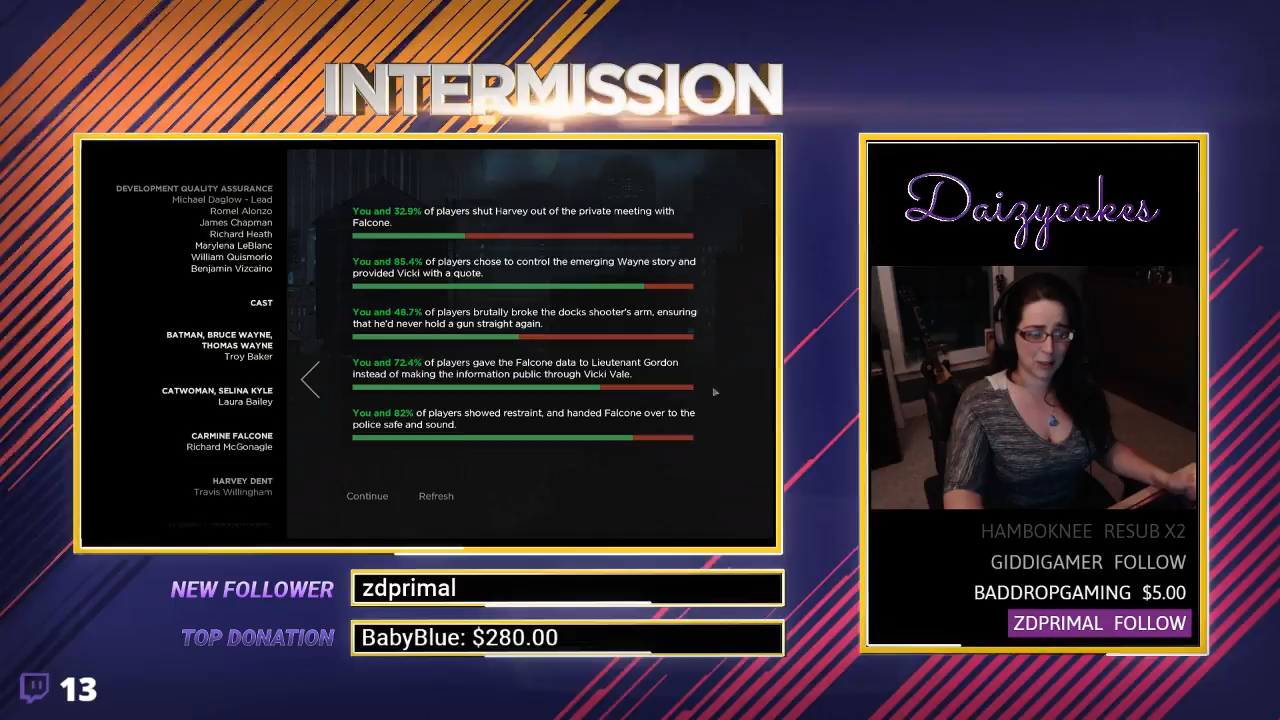 INTERMISSION
DEVELOPMENT QUALITY ASSURANCE
Michael Daglow - Lead
Romel Alonzo
James Chapman
Richard Heath
Marylena LeBlanc
William Quismorio
Benjamin Vizcaino
CAST
BATMAN, BRUCE WAYNE,
THOMAS WAYNE
Troy Baker
CATWOMAN, SELINA KYLE
Laura Bailey
CARMINE FALCONE
Richard McGonagle
HARVEY DENT
Travis Willingham
You and 32.9% of players shut Harvey out of the private meeting with
Falcone.
You and 85.4% of players chose to control the emerging Wayne story and
provided Vicki with a quote.
You and 48.7% of players brutally broke the docks shooter's arm, ensuring
that he'd never hold a gun straight again.
You and 72.4% of players gave the Falcone data to Lieutenant Gordon
instead of making the information public through Vicki Vale.
You and 82% of players showed restraint, and handed Falcone over to the
police safe and sound.
Continue Refresh
Daizycakes
HAMBOKNEE RESUB X2
GIDDIGAMER FOLLOW
BADDROPGAMING $5.00
ZDPRIMAL FOLLOW
NEW FOLLOWER zdprimal
TOP DONATION BabyBlue: $280.00
13